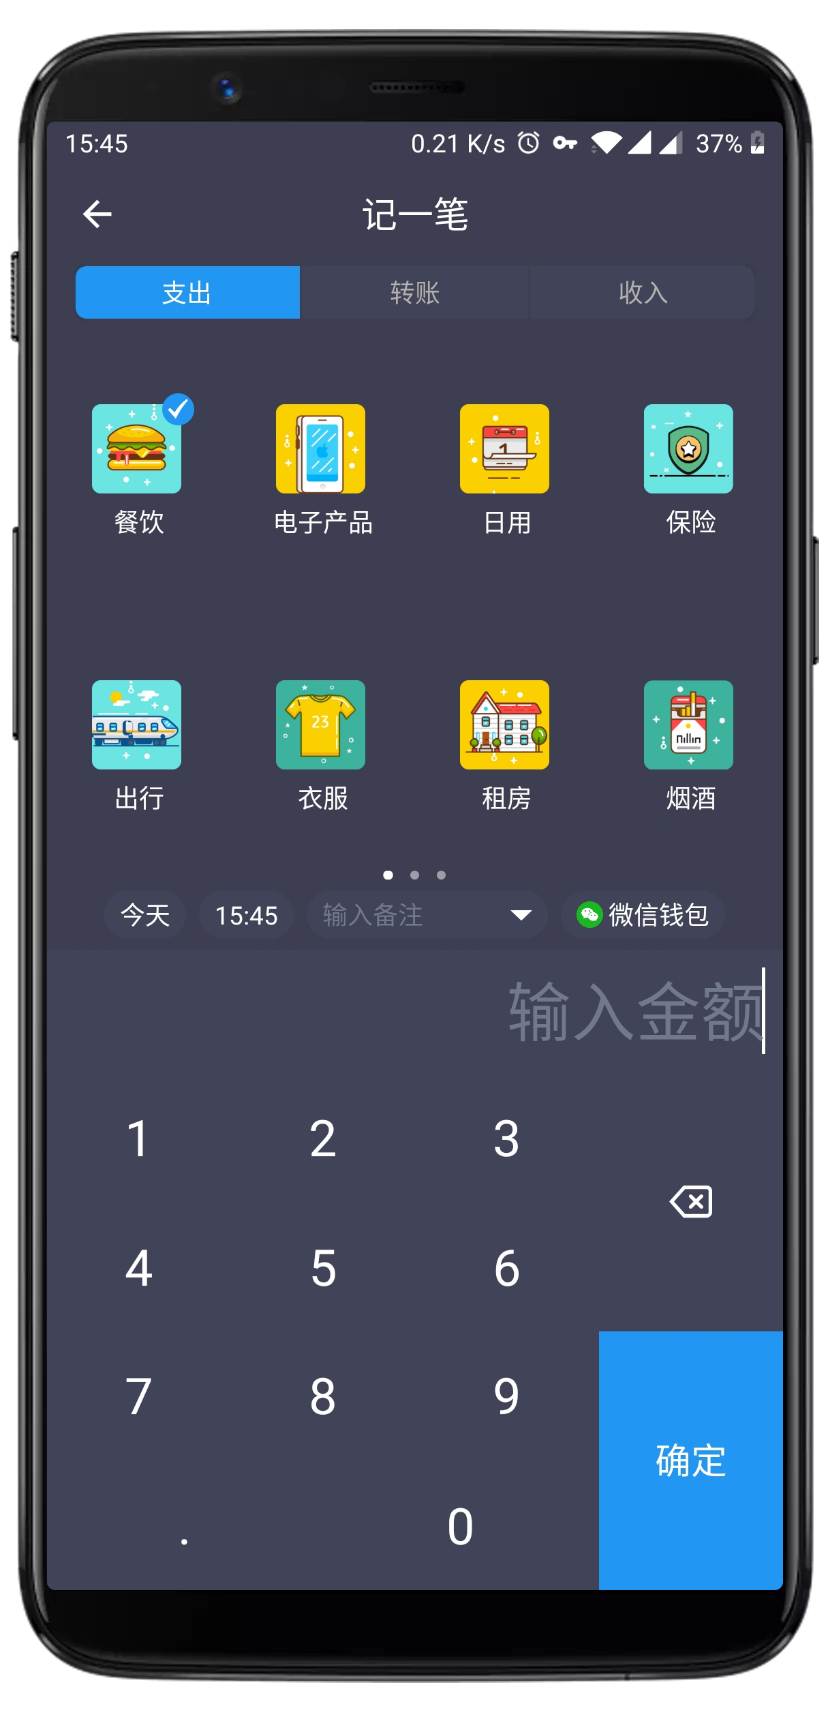 15:45 0.21 K/s 37%
记一笔
支出 转账 收入
1
餐饮 电子产品 日用 保险
23 nillin
出行 衣服 租房 烟酒
今天 15:45 输入备注 微信钱包
输入金额
1 2 3
4 5 6
7 8 9
确定
. 0